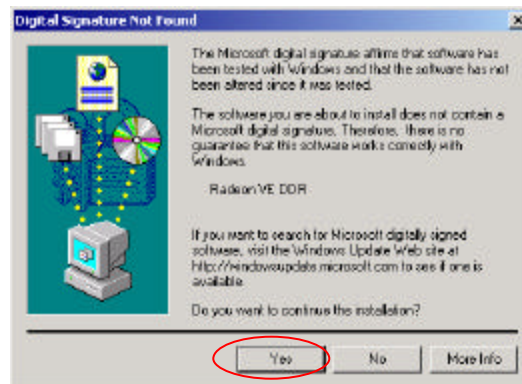 Digital Signature Not Found
The Microsoft digital signature affirms that software has
been tested with Windows and that the software has not
been altered since it was tested.
The software you are about to install does not contain a
Microsoft digital signature. Therefore, there is no
guarantee that this software works correctly with
Windows.
Radeon VE DDR
If you want to search for Microsoft digitally signed
software, visit the Windows Update Web site at
http://windowsupdate.microsoft.com to see if one is
available.
Do you want to continue the installation?
Yes No More Info